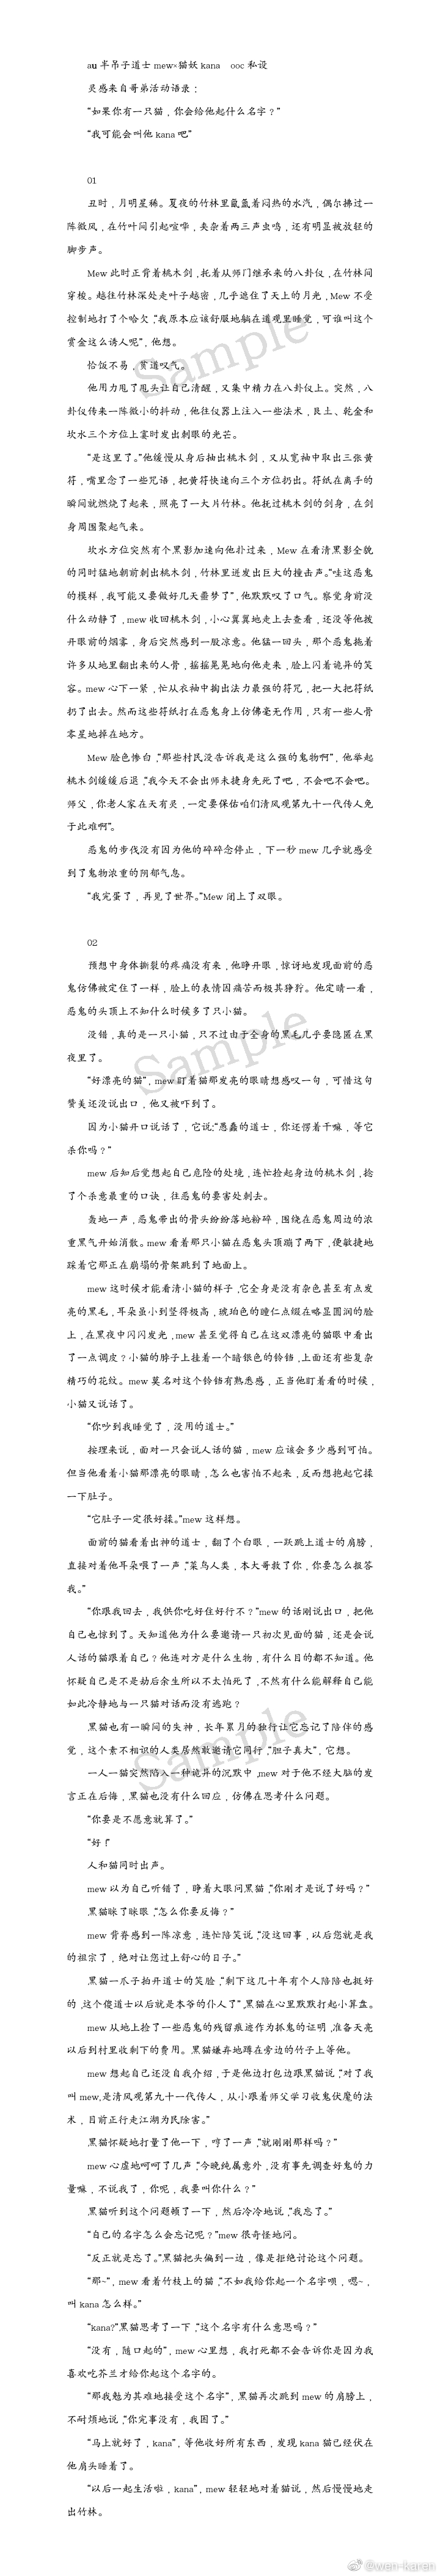 au 半吊子道士 mew×猫妖 kana ooc 私设
灵感来自哥弟活动语录：
“如果你有一只猫，你会给他起什么名字？”
“我可能会叫他 kana 吧”
01
丑时，月明星稀。夏夜的竹林里氤氲着闷热的水汽，偶尔拂过一
阵微风，在竹叶间引起喧哗，夹杂着两三声虫鸣，还有明显被放轻的
脚步声。
Mew 此时正背着桃木剑，托着从师门继承来的八卦仪，在竹林间
穿梭。越往竹林深处走叶子越密，几乎遮住了天上的月光，Mew 不受
控制地打了个哈欠，“我原本应该舒服地躺在道观里睡觉，可谁叫这个
赏金这么诱人呢”，他想。
恰饭不易，贫道叹气。
他用力甩了甩头让自己清醒，又集中精力在八卦仪上。突然，八
卦仪传来一阵微小的抖动，他往仪器上注入一些法术，艮土、乾金和
坎水三个方位上霎时发出刺眼的光芒。
“是这里了。”他缓慢从身后抽出桃木剑，又从宽袖中取出三张黄
符，嘴里念了一些咒语，把黄符快速向三个方位扔出。符纸在离手的
瞬间就燃烧了起来，照亮了一大片竹林。他抚过桃木剑的剑身，在剑
身周围聚起气来。
坎水方位突然有个黑影加速向他扑过来，Mew 在看清黑影全貌
的同时猛地朝前刺出桃木剑，竹林里迸发出巨大的撞击声。“哇这恶鬼
的模样，我可能又要做好几天噩梦了”，他默默叹了口气。察觉身前没
什么动静了，mew 收回桃木剑，小心翼翼地走上去查看，还没等他拨
开眼前的烟雾，身后突然感到一股凉意。他猛一回头，那个恶鬼拖着
许多从地里翻出来的人骨，摇摇晃晃地向他走来，脸上闪着诡异的笑
容。mew 心下一紧，忙从衣袖中掏出法力最强的符咒，把一大把符纸
扔了出去。然而这些符纸打在恶鬼身上仿佛毫无作用，只有一些人骨
零星地掉在地方。
Mew 脸色惨白，“那些村民没告诉我是这么强的鬼物啊”，他举起
桃木剑缓缓后退，“我今天不会出师未捷身先死了吧，不会吧不会吧。
师父，你老人家在天有灵，一定要保佑咱们清风观第九十一代传人免
于此难啊”。
恶鬼的步伐没有因为他的碎碎念停止，下一秒 mew 几乎就感受
到了鬼物浓重的阴郁气息。
“我完蛋了，再见了世界。”Mew 闭上了双眼。
02
预想中身体撕裂的疼痛没有来，他睁开眼，惊讶地发现面前的恶
鬼仿佛被定住了一样，脸上的表情因痛苦而极其狰狞。他定睛一看，
恶鬼的头顶上不知什么时候多了只小猫。
没错，真的是一只小猫，只不过由于全身的黑毛几乎要隐匿在黑
夜里了。
“好漂亮的猫”，mew 盯着猫那发亮的眼睛想感叹一句，可惜这句
赞美还没说出口，他又被吓到了。
因为小猫开口说话了，它说：“愚蠢的道士，你还愣着干嘛，等它
杀你吗？”
mew 后知后觉想起自己危险的处境，连忙捡起身边的桃木剑，捻
了个杀意最重的口诀，往恶鬼的要害处刺去。
轰地一声，恶鬼带出的骨头纷纷落地粉碎，围绕在恶鬼周边的浓
重黑气开始消散。mew 看着那只小猫在恶鬼头顶蹦了两下，便敏捷地
踩着它那正在崩塌的骨架跳到了地面上。
mew 这时候才能看清小猫的样子，它全身是没有杂色甚至有点发
亮的黑毛，耳朵虽小到竖得极高，琥珀色的瞳仁点缀在略显圆润的脸
上，在黑夜中闪闪发光，mew 甚至觉得自己在这双漂亮的猫眼中看出
了一点调皮？小猫的脖子上挂着一个暗银色的铃铛，上面还有些复杂
精巧的花纹。mew 莫名对这个铃铛有熟悉感，正当他盯着看的时候，
小猫又说话了。
“你吵到我睡觉了，没用的道士。”
按理来说，面对一只会说人话的猫，mew 应该会多少感到可怕。
但当他看着小猫那漂亮的眼睛，怎么也害怕不起来，反而想抱起它揉
一下肚子。
“它肚子一定很好揉。”mew 这样想。
面前的猫看着出神的道士，翻了个白眼，一跃跳上道士的肩膀，
直接对着他耳朵喂了一声，“菜鸟人类，本大哥救了你，你要怎么报答
我。”
“你跟我回去，我供你吃好住好行不？”mew 的话刚说出口，把他
自己也惊到了。天知道他为什么要邀请一只初次见面的猫，还是会说
人话的猫跟着自己？他连对方是什么生物，有什么目的都不知道。他
怀疑自己是不是劫后余生所以不太怕死了，不然有什么能解释自己能
如此冷静地与一只猫对话而没有逃跑？
黑猫也有一瞬间的失神，长年累月的独行让它忘记了陪伴的感
觉，这个素不相识的人类居然敢邀请它同行，“胆子真大”，它想。
一人一猫突然陷入一种诡异的沉默中，mew 对于他不经大脑的发
言正在后悔，黑猫也没有什么回应，仿佛在思考什么问题。
“你要是不愿意就算了。”
“好！”
人和猫同时出声。
mew 以为自己听错了，睁着大眼问黑猫，“你刚才是说了好吗？”
黑猫眯了眯眼，“怎么你要反悔？”
mew 背脊感到一阵凉意，连忙陪笑说，“没这回事，以后您就是我
的祖宗了，绝对让您过上舒心的日子。”
黑猫一爪子拍开道士的笑脸，“剩下这几十年有个人陪陪也挺好
的，这个傻道士以后就是本爷的仆人了”，黑猫在心里默默打起小算盘。
mew 从地上捡了一些恶鬼的残留痕迹作为抓鬼的证明，准备天亮
以后到村里收剩下的费用。黑猫嫌弃地蹲在旁边的竹子上等他。
mew 想起自己还没自我介绍，于是他边打包边跟黑猫说，“对了我
叫 mew，是清风观第九十一代传人，从小跟着师父学习收鬼伏魔的法
术，目前正行走江湖为民除害。”
黑猫怀疑地打量了他一下，哼了一声，“就刚刚那样吗？”
mew 心虚地呵呵了几声，“今晚纯属意外，没有事先调查好鬼的力
量嘛，不说我了，你呢，我要叫你什么？”
黑猫听到这个问题顿了一下，然后冷冷地说，“我忘了。”
“自己的名字怎么会忘记呢？”mew 很奇怪地问。
“反正就是忘了。”黑猫把头偏到一边，像是拒绝讨论这个问题。
“那~”，mew 看着竹枝上的猫，“不如我给你起一个名字呗，嗯~，
叫 kana 怎么样。”
“kana?”黑猫思考了一下，“这个名字有什么意思吗？”
“没有，随口起的”，mew 心里想，我打死都不会告诉你是因为我
喜欢吃芥兰才给你起这个名字的。
“那我勉为其难地接受这个名字”，黑猫再次跳到 mew 的肩膀上，
不耐烦地说，“你完事没有，我困了。”
“马上就好了，kana”，等他收好所有东西，发现 kana 猫已经伏在
他肩头睡着了。
“以后一起生活啦，kana”，mew 轻轻地对着猫说，然后慢慢地走
出竹林。
Sample
Sample
Sample
@wen-karen